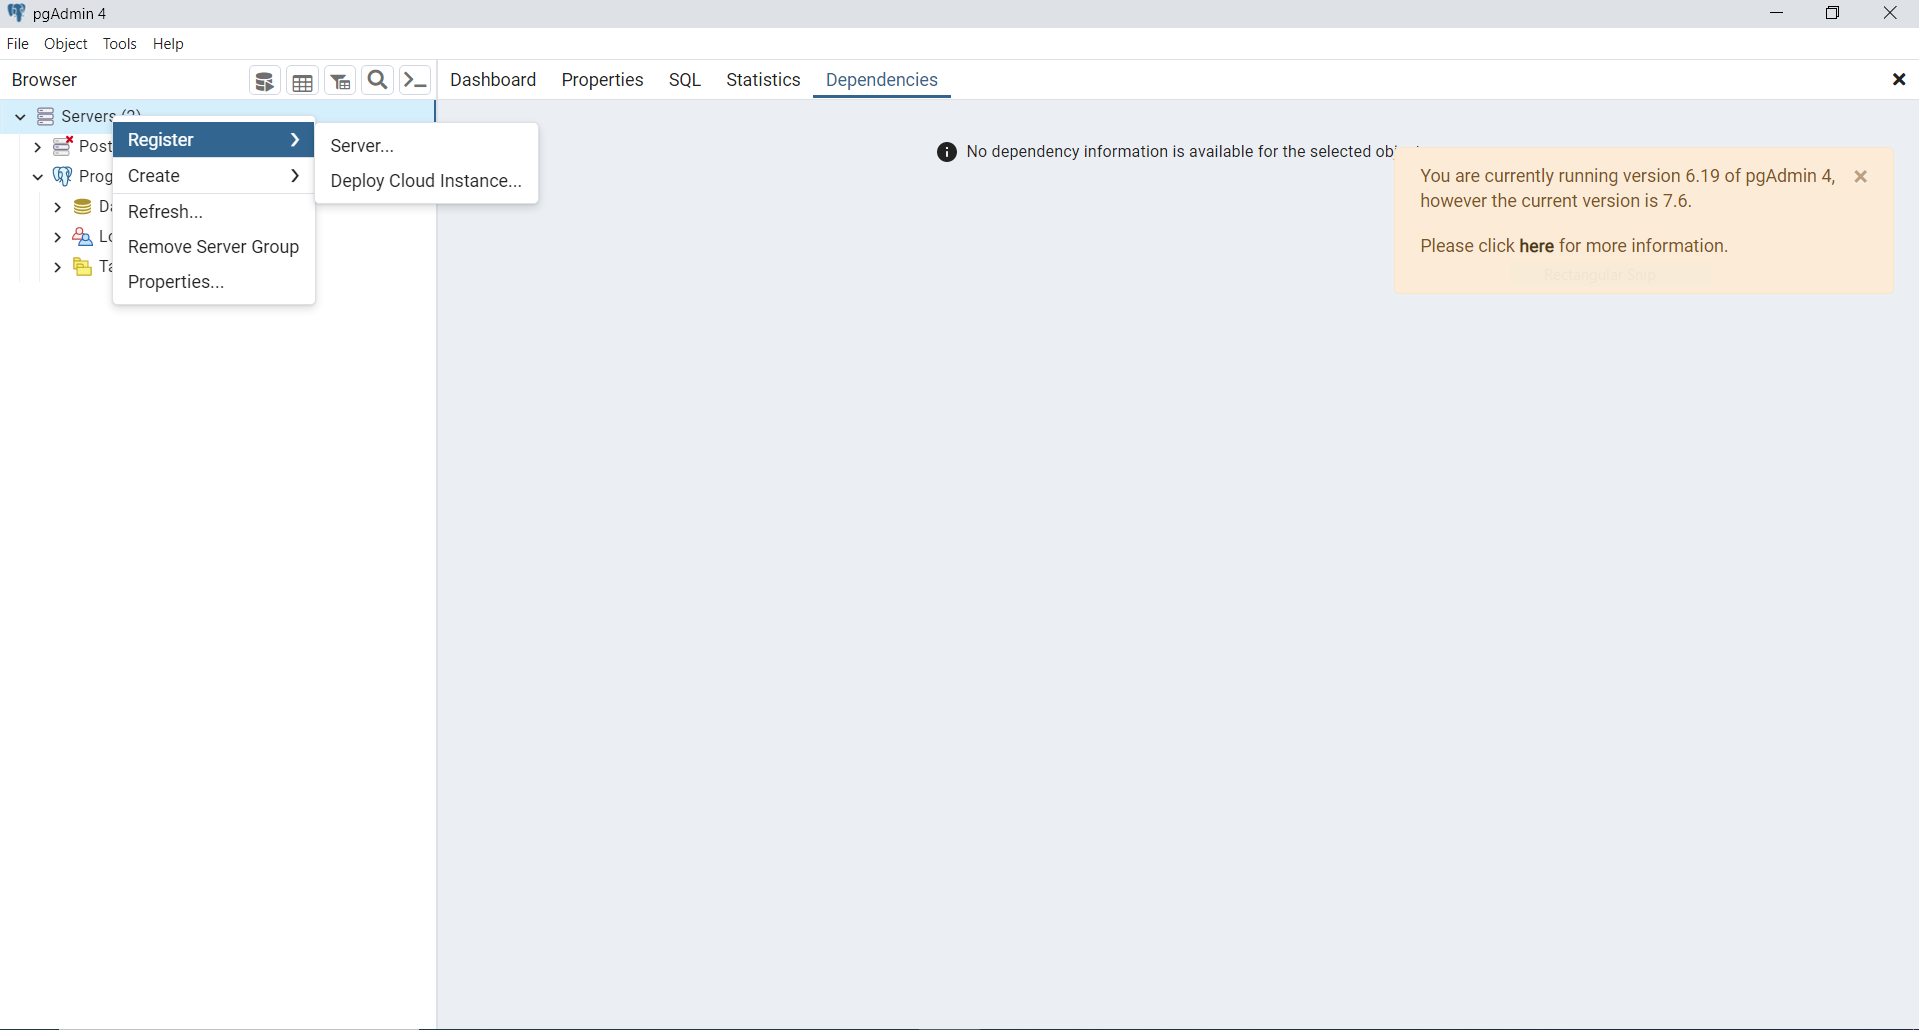 pgAdmin 4
File Object Tools Help
Browser
Dashboard Properties SQL Statistics Dependencies
Servers (2)
Post
Prog
Register
Create
Refresh...
Remove Server Group
Properties...
Server...
Deploy Cloud Instance...
No dependency information is available for the selected
You are currently running version 6.19 of pgAdmin 4,
however the current version is 7.6.
Please click here for more information.
Rectangular Snip